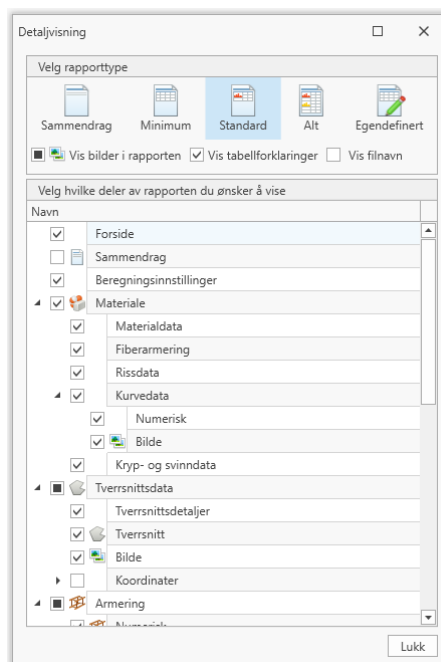 Detaljvisning
Velg rapporttype
Sammendrag Minimum Standard Alt Egendefinert
Vis bilder i rapporten Vis tabellforklaringer Vis filnavn
Velg hvilke deler av rapporten du ønsker å vise
Navn
Forside
Sammendrag
Beregningsinnstillinger
Materiale
Materialdata
Fiberarmering
Rissdata
Kurvedata
Numerisk
Bilde
Kryp- og svinndata
Tverrsnittsdata
Tverrsnittsdetaljer
Tverrsnitt
Bilde
Koordinater
Armering
Numerisk
Lukk